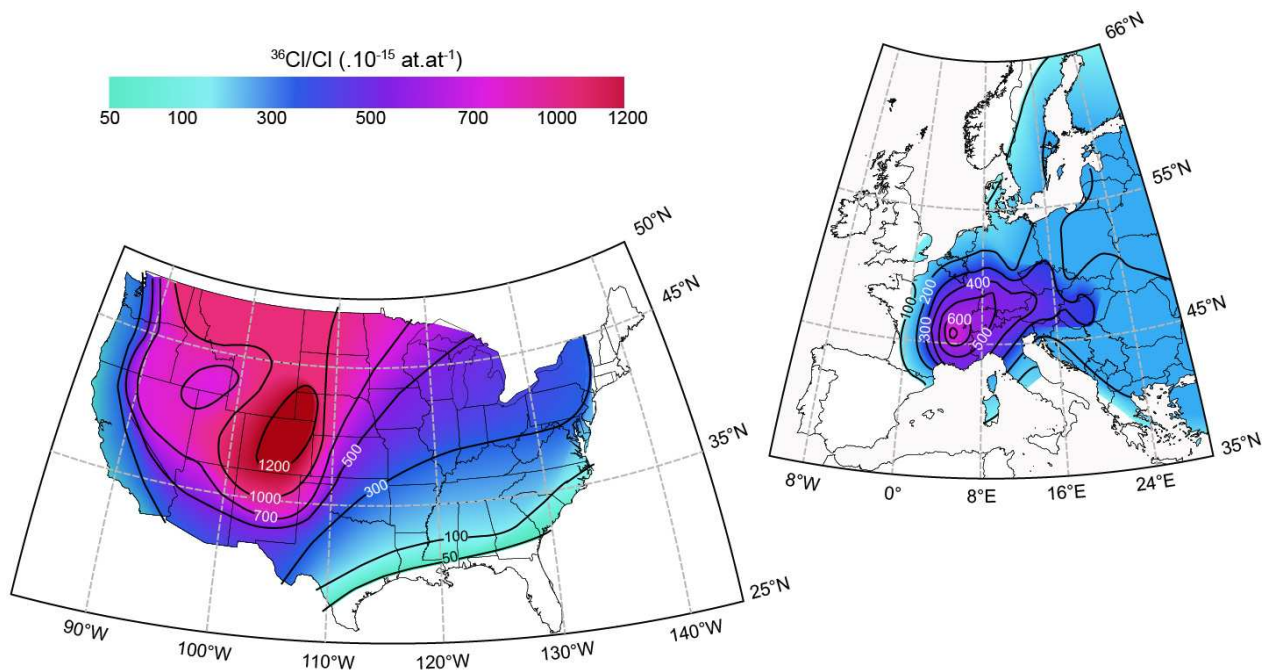 ³⁶Cl/Cl (.10⁻¹⁵ at.at⁻¹)
50 100 300 500 700 1000 1200
50°N
45°N
35°N
25°N
90°W 100°W 110°W 120°W 130°W 140°W
1200
1000
700
500
300
100
50
66°N
55°N
45°N
35°N
8°W 0° 8°E 16°E 24°E
100
200
300
400
500
600